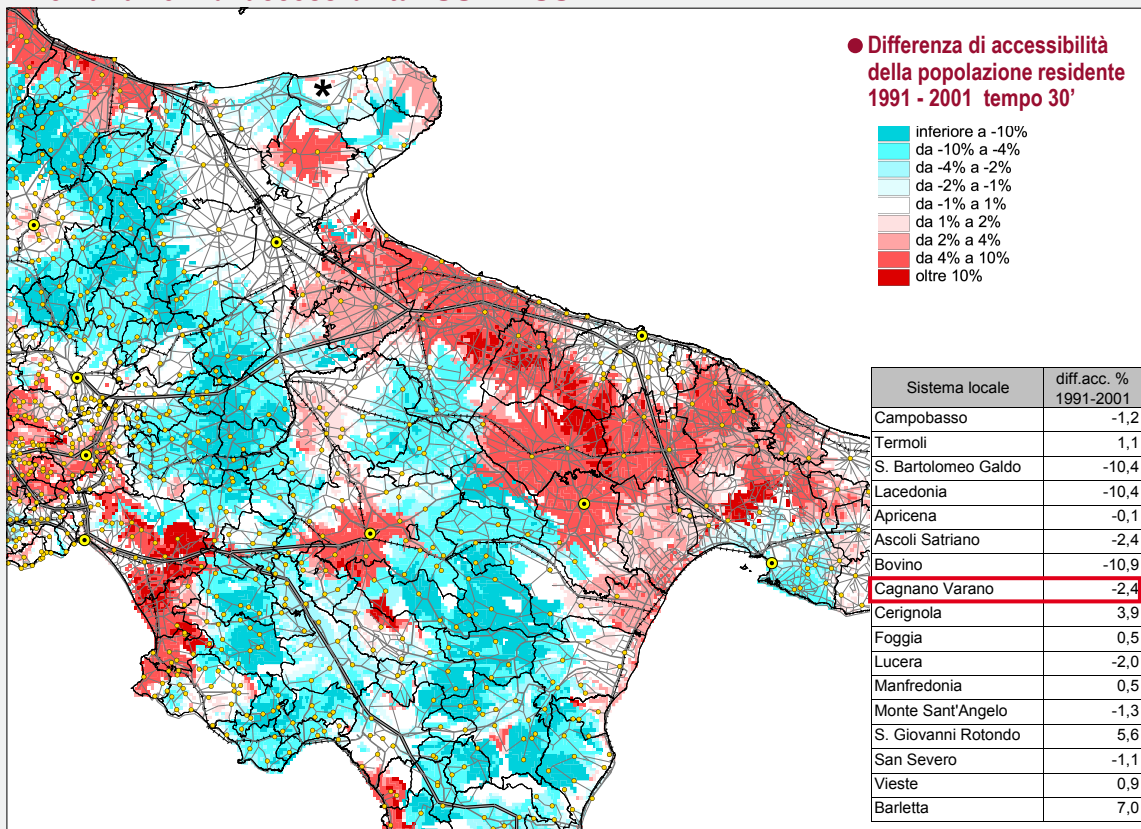 ● Differenza di accessibilità
della popolazione residente
1991 - 2001 tempo 30'
inferiore a -10%
da -10% a -4%
da -4% a -2%
da -2% a -1%
da -1% a 1%
da 1% a 2%
da 2% a 4%
da 4% a 10%
oltre 10%
*
Sistema locale diff.acc. % 1991-2001
Campobasso -1,2
Termoli 1,1
S. Bartolomeo Galdo -10,4
Lacedonia -10,4
Apricena -0,1
Ascoli Satriano -2,4
Bovino -10,9
Cagnano Varano -2,4
Cerignola 3,9
Foggia 0,5
Lucera -2,0
Manfredonia 0,5
Monte Sant'Angelo -1,3
S. Giovanni Rotondo 5,6
San Severo -1,1
Vieste 0,9
Barletta 7,0